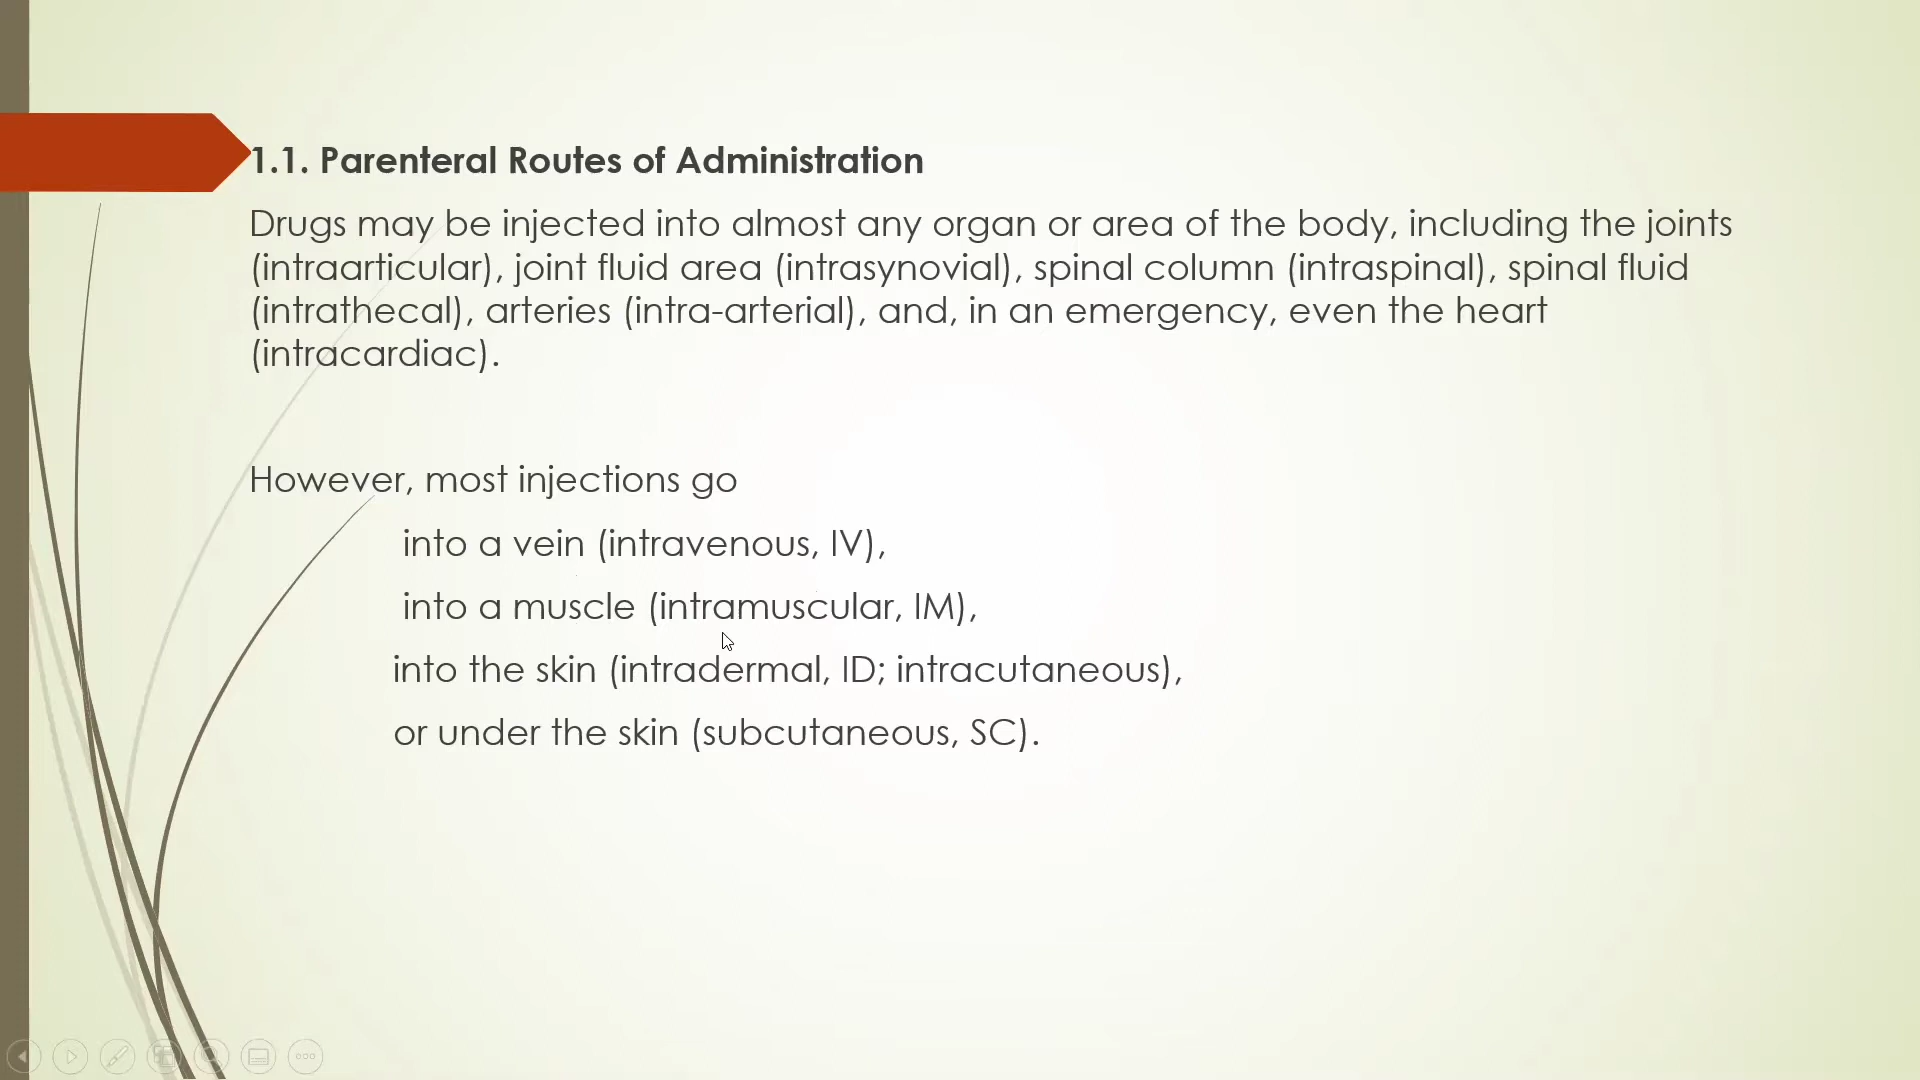 1.1. Parenteral Routes of Administration
Drugs may be injected into almost any organ or area of the body, including the joints
(intraarticular), joint fluid area (intrasynovial), spinal column (intraspinal), spinal fluid
(intrathecal), arteries (intra-arterial), and, in an emergency, even the heart
(intracardiac).
However, most injections go
into a vein (intravenous, IV),
into a muscle (intramuscular, IM),
into the skin (intradermal, ID; intracutaneous),
or under the skin (subcutaneous, SC).